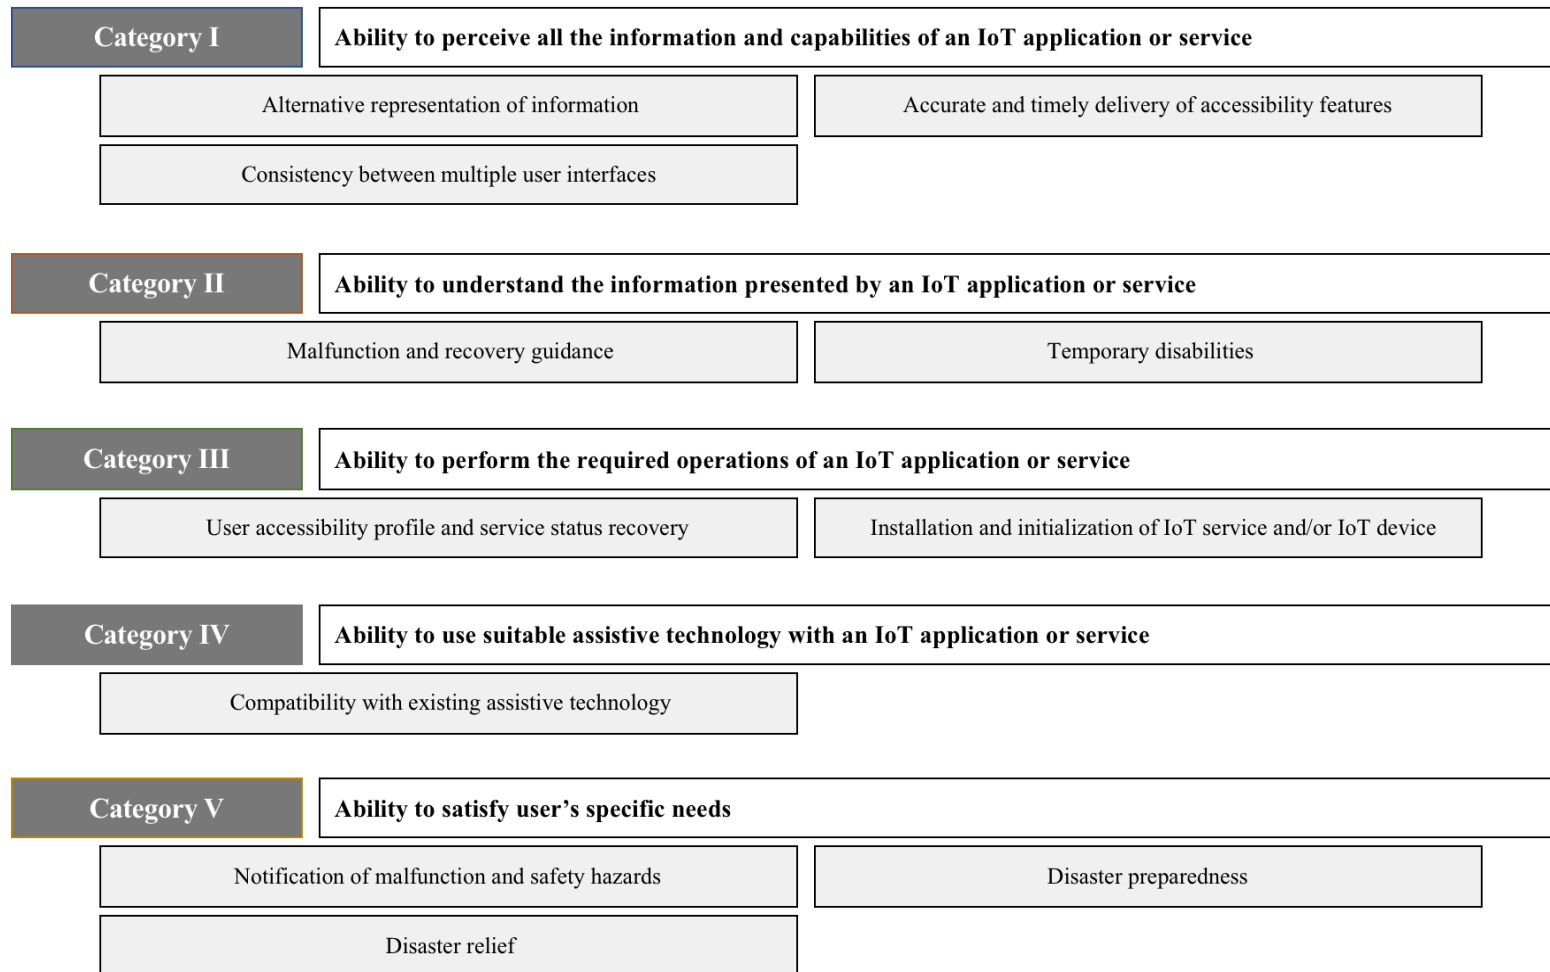 Category I
Ability to perceive all the information and capabilities of an IoT application or service
Alternative representation of information
Accurate and timely delivery of accessibility features
Consistency between multiple user interfaces
Category II
Ability to understand the information presented by an IoT application or service
Malfunction and recovery guidance
Temporary disabilities
Category III
Ability to perform the required operations of an IoT application or service
User accessibility profile and service status recovery
Installation and initialization of IoT service and/or IoT device
Category IV
Ability to use suitable assistive technology with an IoT application or service
Compatibility with existing assistive technology
Category V
Ability to satisfy user’s specific needs
Notification of malfunction and safety hazards
Disaster preparedness
Disaster relief